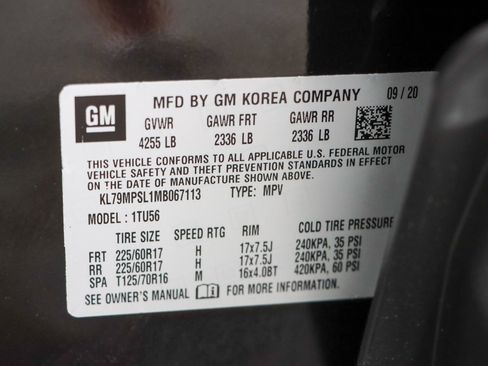 GM MFD BY GM KOREA COMPANY 09 / 20
GVWR GAWR FRT GAWR RR
4255 LB 2336 LB 2336 LB
THIS VEHICLE CONFORMS TO ALL APPLICABLE U.S. FEDERAL MOTOR
VEHICLE SAFETY AND THEFT PREVENTION STANDARDS IN EFFECT
ON THE DATE OF MANUFACTURE SHOWN ABOVE.
KL79MPSL1MB067113 TYPE: MPV
MODEL : 1TU56
TIRE SIZE SPEED RTG RIM COLD TIRE PRESSURE
FRT 225/60R17 H 17x7.5J 240KPA, 35 PSI
RR 225/60R17 H 17x7.5J 240KPA, 35 PSI
SPA T125/70R16 M 16x4.0BT 420KPA, 60 PSI
SEE OWNER'S MANUAL FOR MORE INFORMATION.